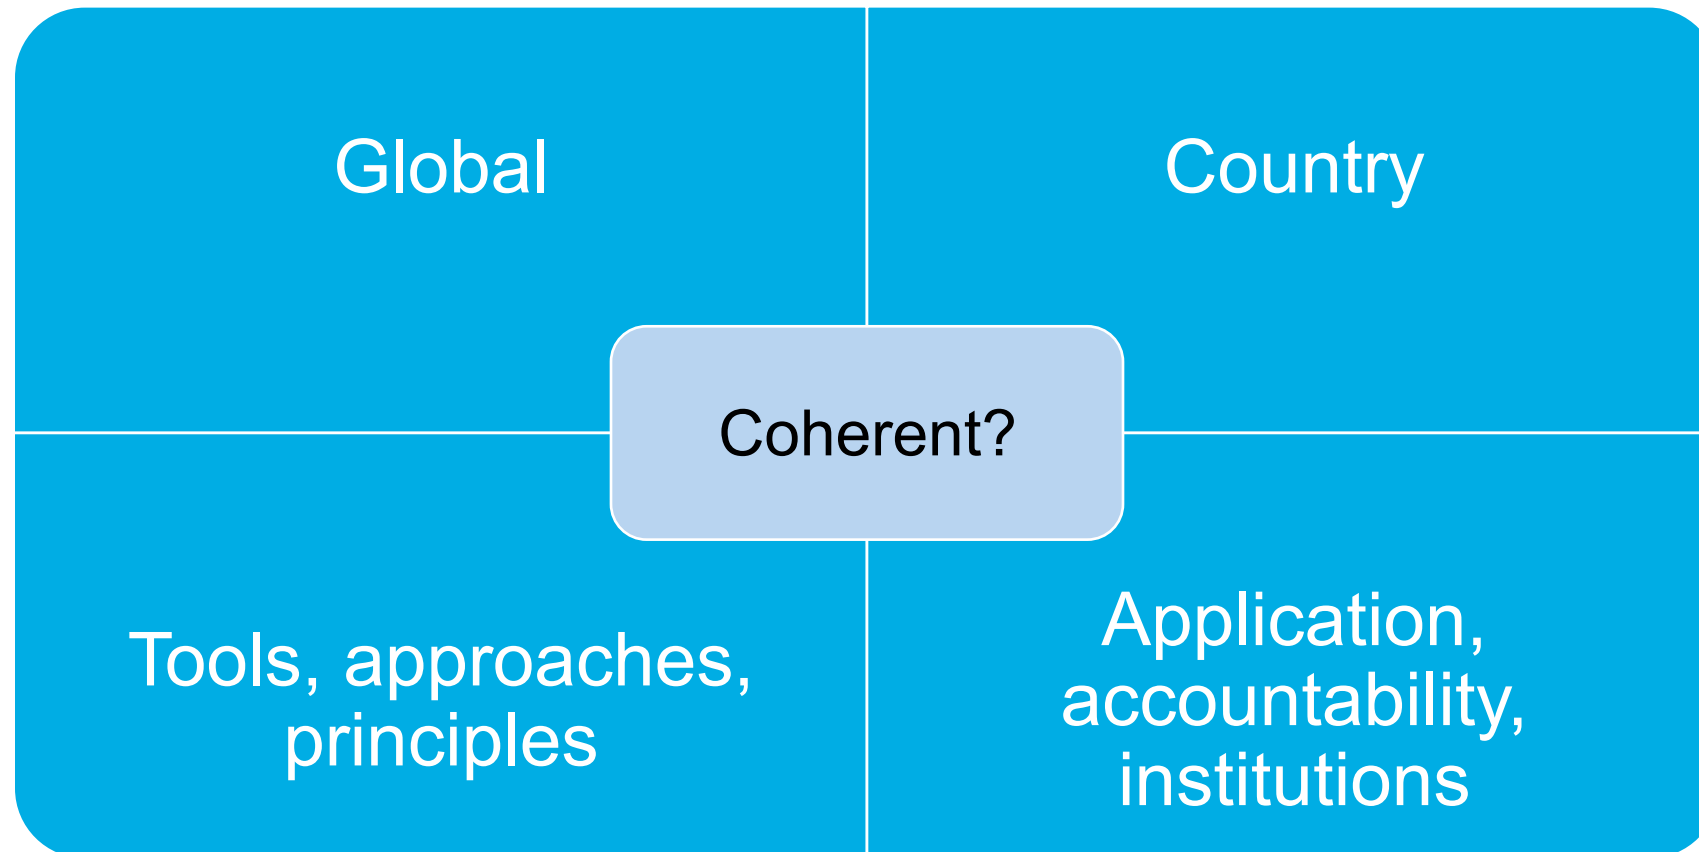 Global
Country
Coherent?
Tools, approaches,
principles
Application,
accountability,
institutions